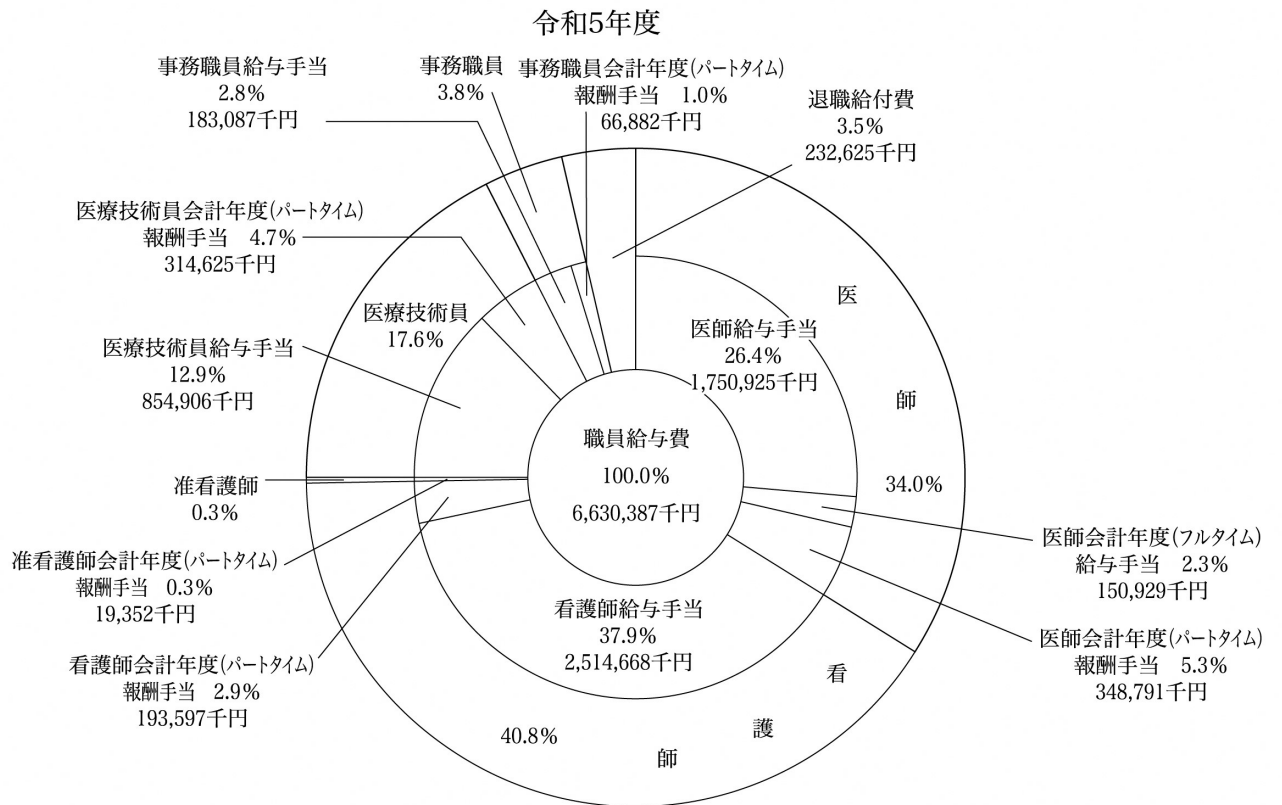 令和5年度
事務職員給与手当
2.8%
183,087千円
事務職員
3.8%
事務職員会計年度(パートタイム)
報酬手当　1.0%
66,882千円
退職給付費
3.5%
232,625千円
医療技術員会計年度(パートタイム)
報酬手当　4.7%
314,625千円
医療技術員
17.6%
医療技術員給与手当
12.9%
854,906千円
医師
34.0%
医師給与手当
26.4%
1,750,925千円
職員給与費
100.0%
6,630,387千円
准看護師
0.3%
准看護師会計年度(パートタイム)
報酬手当　0.3%
19,352千円
看護師会計年度(パートタイム)
報酬手当　2.9%
193,597千円
医師会計年度(フルタイム)
給与手当　2.3%
150,929千円
医師会計年度(パートタイム)
報酬手当　5.3%
348,791千円
看護師給与手当
37.9%
2,514,668千円
看護師
40.8%